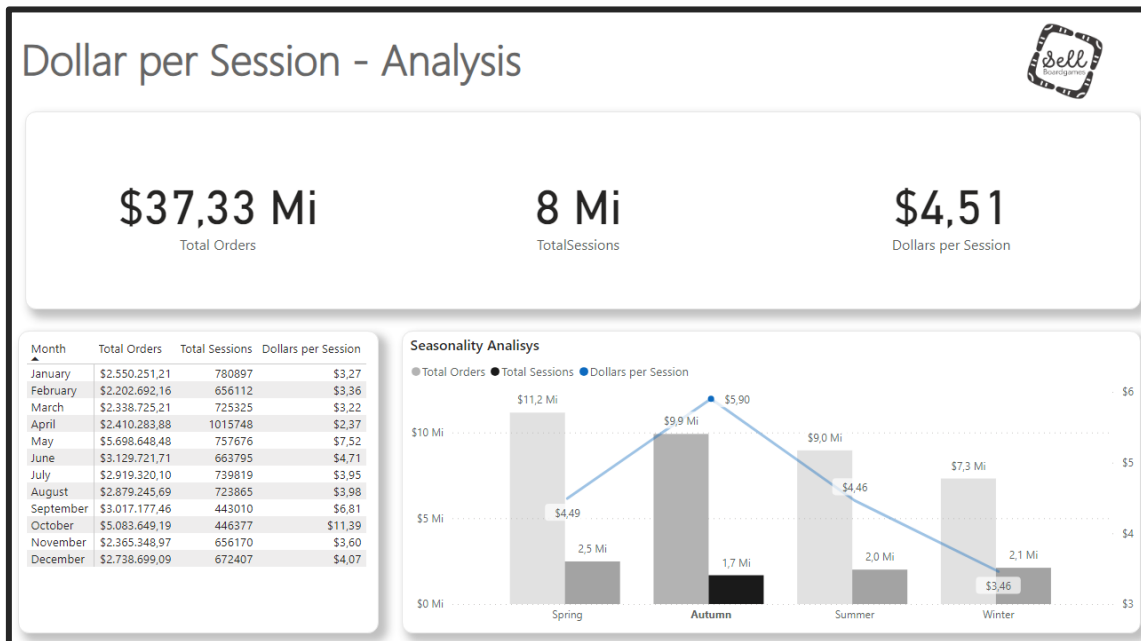 Dollar per Session - Analysis
Sell
Boardgames
$37,33 Mi
Total Orders
8 Mi
TotalSessions
$4,51
Dollars per Session
Month Total Orders Total Sessions Dollars per Session
January $2.550.251,21 780897 $3,27
February $2.202.692,16 656112 $3,36
March $2.338.725,21 725325 $3,22
April $2.410.283,88 1015748 $2,37
May $5.698.648,48 757676 $7,52
June $3.129.721,71 663795 $4,71
July $2.919.320,10 739819 $3,95
August $2.879.245,69 723865 $3,98
September $3.017.177,46 443010 $6,81
October $5.083.649,19 446377 $11,39
November $2.365.348,97 656170 $3,60
December $2.738.699,09 672407 $4,07
Seasonality Analisys
Total Orders Total Sessions Dollars per Session
$11,2 Mi
$5,90
$6
$9,9 Mi
$10 Mi
$9,0 Mi
$7,3 Mi
$5
$4,46
$4,49
$5 Mi
$4
2,5 Mi
1,7 Mi
2,0 Mi
2,1 Mi
$3,46
$0 Mi
$3
Spring Autumn Summer Winter